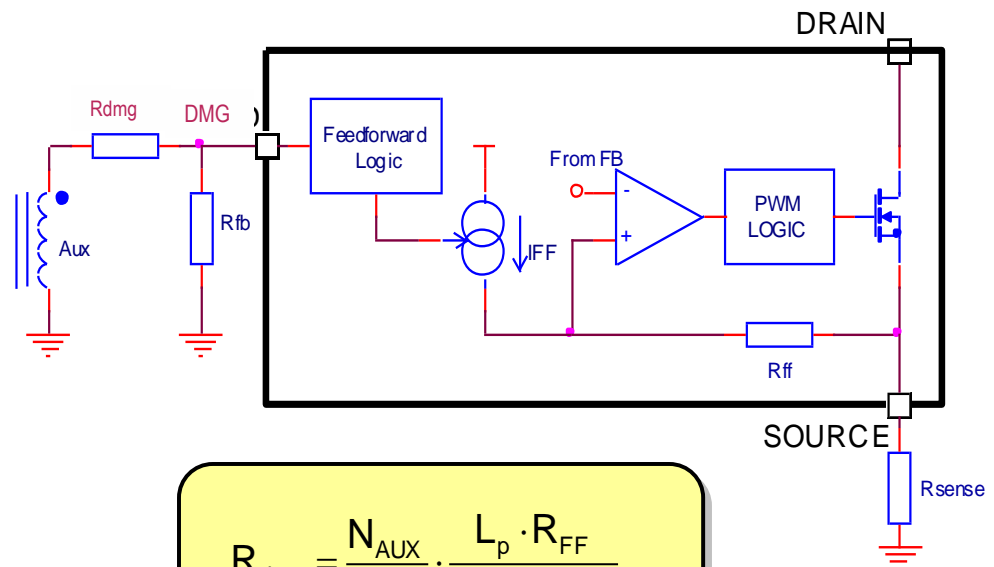 DRAIN
Rdmg
DMG
)
Feedforward
Logic
From FB
-
+
PWM
LOGIC
Rfb
Aux
IFF
Rff
SOURCE
Rsense
N_AUX L_p · R_FF
= ·